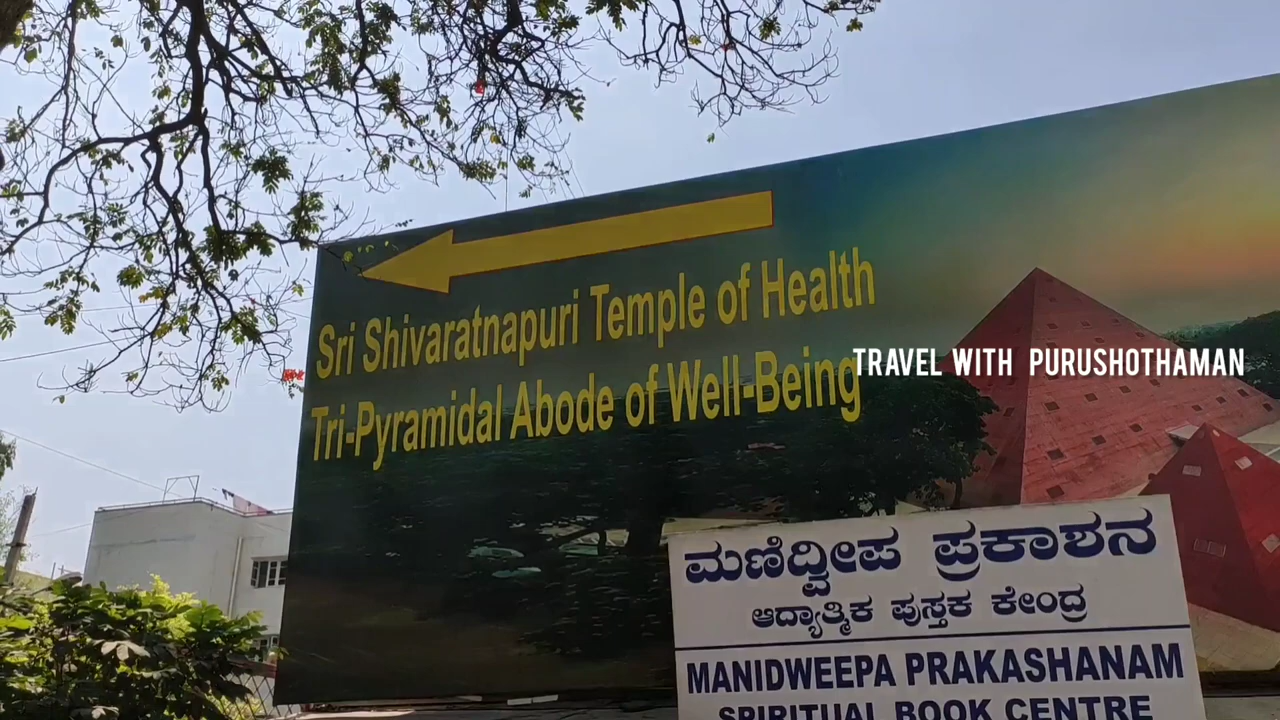 Sri Shivaratnapuri Temple of Health
Tri-Pyramidal Abode of Well-Being
TRAVEL WITH PURUSHOTHAMAN
ಮಣಿದ್ವೀಪ ಪ್ರಕಾಶನ
ಆಧ್ಯಾತ್ಮಿಕ ಪುಸ್ತಕ ಕೇಂದ್ರ
MANIDWEEPA PRAKASHANAM
SPIRITUAL BOOK CENTRE